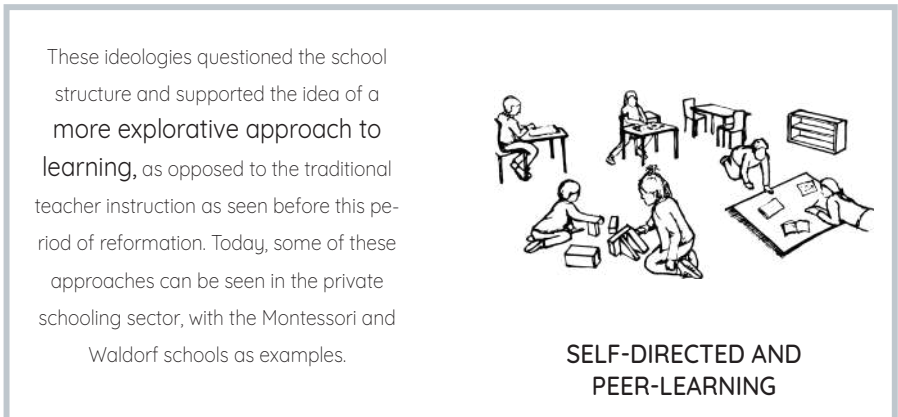 These ideologies questioned the school
structure and supported the idea of a
more explorative approach to
learning, as opposed to the traditional
teacher instruction as seen before this pe-
riod of reformation. Today, some of these
approaches can be seen in the private
schooling sector, with the Montessori and
Waldorf schools as examples.
SELF-DIRECTED AND
PEER-LEARNING